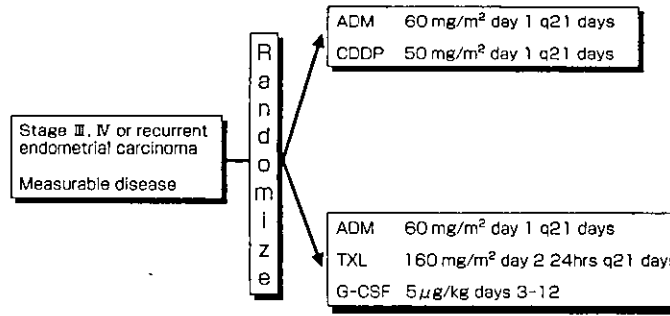 Stage Ⅲ, Ⅳ or recurrent
endometrial carcinoma
Measurable disease
Randomize
ADM 60 mg/m² day 1 q21 days
CDDP 50 mg/m² day 1 q21 days
ADM 60 mg/m² day 1 q21 days
TXL 160 mg/m² day 2 24hrs q21 days
G-CSF 5μg/kg days 3-12